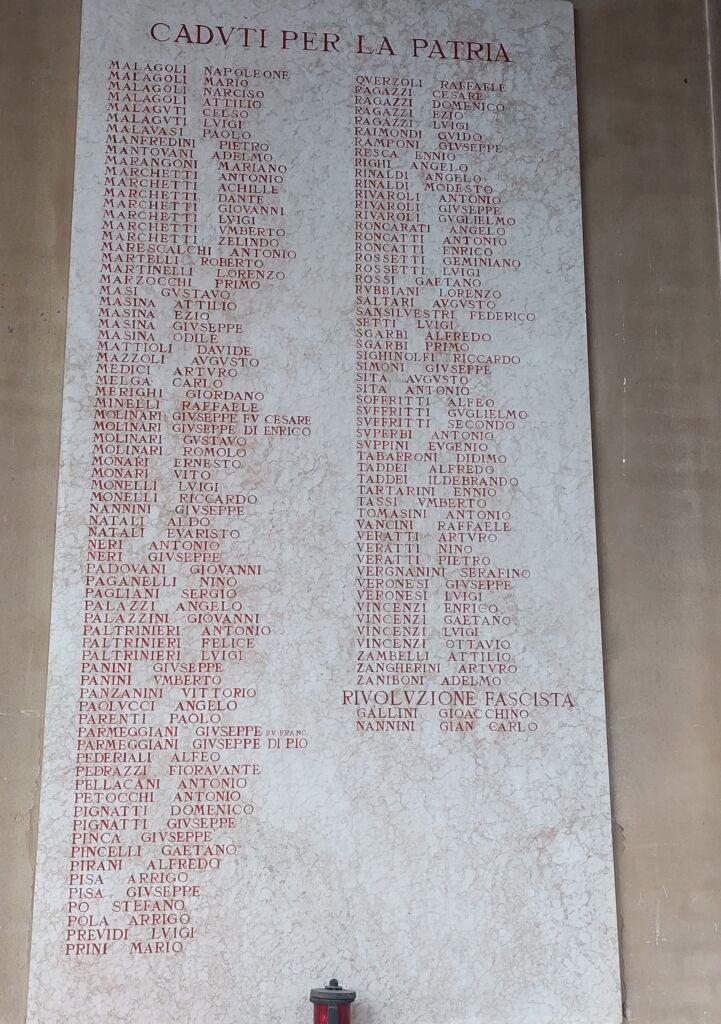 CADVTI PER LA PATRIA
MALAGOLI NAPOLEONE
MALAGOLI MARIO
MALAGOLI NARCISO
MALAGOLI ATTILIO
MALAGVTI CELSO
MALAGVTI LVIGI
MALAVASI PAOLO
MANFREDINI PIETRO
MANTOVANI ADELMO
MARANGONI MARIANO
MARCHETTI ANTONIO
MARCHETTI ACHILLE
MARCHETTI DANTE
MARCHETTI GIOVANNI
MARCHETTI LVIGI
MARCHETTI VMBERTO
MARCHETTI ZELINDO
MARESCALCHI ANTONIO
MARTELLI ROBERTO
MARTINELLI LORENZO
MARZOCCHI PRIMO
MASI GVSTAVO
MASINA ATTILIO
MASINA EZIO
MASINA GIVSEPPE
MASINA ODILE
MATTIOLI DAVIDE
MAZZOLI AVGVSTO
MEDICI ARTVRO
MELGA CARLO
MERIGHI GIORDANO
MINELLI RAFFAELE
MOLINARI GIVSEPPE FV CESARE
MOLINARI GIVSEPPE DI ENRICO
MOLINARI GVSTAVO
MOLINARI ROMOLO
MONARI ERNESTO
MONARI VITO
MONELLI LVIGI
MONELLI RICCARDO
NANNINI GIVSEPPE
NATALI ALDO
NATALI EVARISTO
NERI ANTONIO
NERI GIVSEPPE
PADOVANI GIOVANNI
PAGANELLI NINO
PAGLIANI SERGIO
PALAZZI ANGELO
PALAZZINI GIOVANNI
PALTRINIERI ANTONIO
PALTRINIERI FELICE
PALTRINIERI LVIGI
PANINI GIVSEPPE
PANINI VMBERTO
PANZANINI VITTORIO
PAOLVCCI ANGELO
PARENTI PAOLO
PARMEGGIANI GIVSEPPE FV FRANC.
PARMEGGIANI GIVSEPPE DI PIO
PEDERIALI ALFEO
PEDRAZZI FIORAVANTE
PELLACANI ANTONIO
PETOCCHI ANTONIO
PIGNATTI DOMENICO
PIGNATTI GIVSEPPE
PINCA GIVSEPPE
PINCELLI GAETANO
PIRANI ALFREDO
PISA ARRIGO
PISA GIVSEPPE
PO STEFANO
POLA ARRIGO
PREVIDI LVIGI
PRINI MARIO
QVERZOLI RAFFAELE
RAGAZZI CESARE
RAGAZZI DOMENICO
RAGAZZI EZIO
RAGAZZI LVIGI
RAIMONDI GVIDO
RAMPONI GIVSEPPE
RESCA ENNIO
RIGHI ANGELO
RINALDI ANGELO
RINALDI MODESTO
RIVAROLI ANTONIO
RIVAROLI GIVSEPPE
RIVAROLI GVGLIELMO
RONCARATI ANGELO
RONCATTI ANTONIO
RONCATTI ENRICO
ROSSETTI GEMINIANO
ROSSETTI LVIGI
ROSSI GAETANO
RVBBIANI LORENZO
SALTARI AVGVSTO
SANSILVESTRI FEDERICO
SETTI LVIGI
SGARBI ALFREDO
SGARBI PRIMO
SIGHINOLFI RICCARDO
SIMONI GIVSEPPE
SITA AVGVSTO
SITA ANTONIO
SOFFRITTI ALFEO
SVFFRITTI GVGLIELMO
SVFFRITTI SECONDO
SVPERBI ANTONIO
SVPPINI EVGENIO
TABARRONI DIDIMO
TADDEI ALFREDO
TADDEI ILDEBRANDO
TARTARINI ENNIO
TASSI VMBERTO
TOMASINI ANTONIO
VANCINI RAFFAELE
VERATTI ARTVRO
VERATTI NINO
VERATTI PIETRO
VERGNANINI SERAFINO
VERONESI GIVSEPPE
VERONESI LVIGI
VINCENZI ENRICO
VINCENZI GAETANO
VINCENZI LVIGI
VINCENZI OTTAVIO
ZAMBELLI ATTILIO
ZANGHERINI ARTVRO
ZANIBONI ADELMO
RIVOLVZIONE FASCISTA
GALLINI GIOACCHINO
NANNINI GIAN CARLO